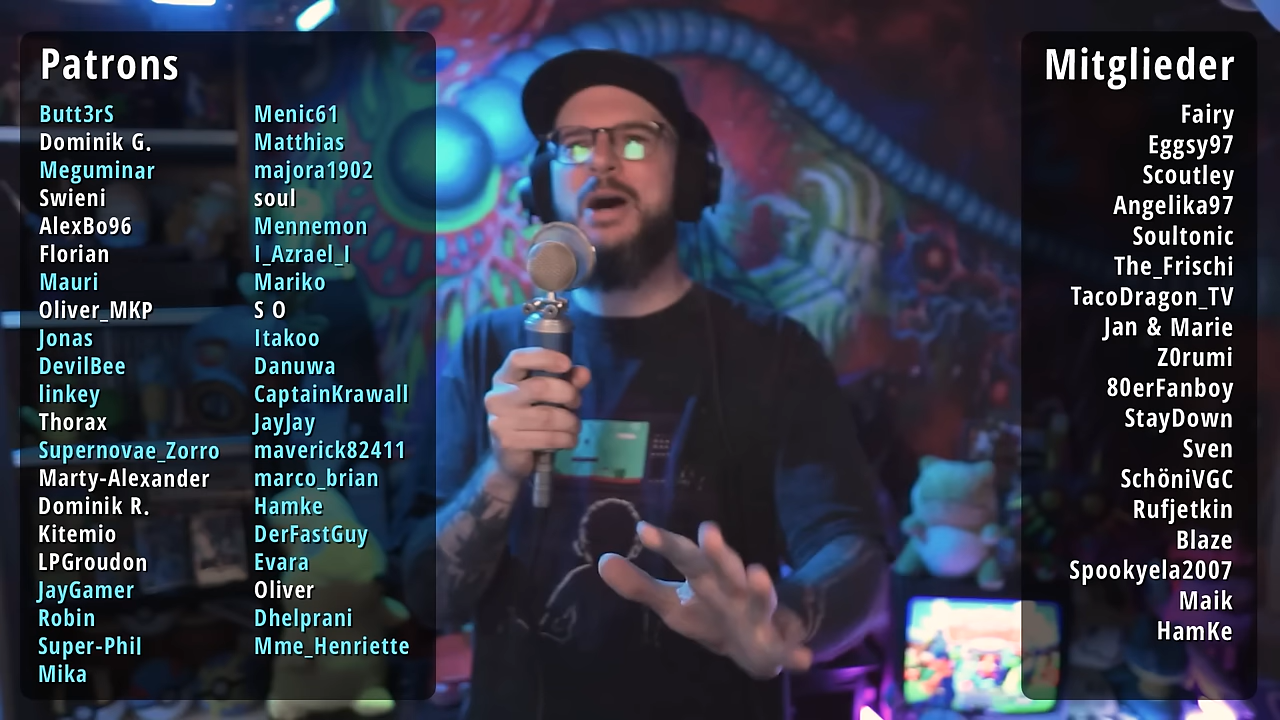 Patrons
Butt3rS
Dominik G.
Meguminar
Swieni
AlexBo96
Florian
Mauri
Oliver_MKP
Jonas
DevilBee
linkey
Thorax
Supernovae_Zorro
Marty-Alexander
Dominik R.
Kitemio
LPGroudon
JayGamer
Robin
Super-Phil
Mika
Menic61
Matthias
majora1902
soul
Mennemon
I_Azrael_I
Mariko
S O
Itakoo
Danuwa
CaptainKrawall
JayJay
maverick82411
marco_brian
Hamke
DerFastGuy
Evara
Oliver
Dhelprani
Mme_Henriette
Mitglieder
Fairy
Eggsy97
Scoutley
Angelika97
Soultonic
The_Frischi
TacoDragon_TV
Jan & Marie
Z0rumi
80erFanboy
StayDown
Sven
SchöniVGC
Rufjetkin
Blaze
Spookyela2007
Maik
HamKe